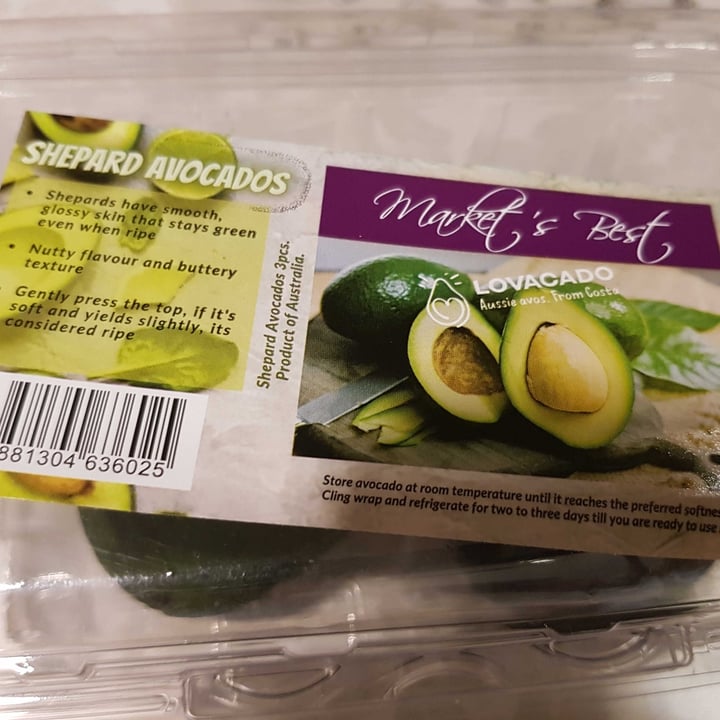 SHEPARD AVOCADOS
• Shepards have smooth,
glossy skin that stays green
even when ripe
• Nutty flavour and buttery
texture
Gently press the top, if it's
soft and yields slightly, its
considered ripe
881304 636025
Shepard Avocados 3pcs.
Product of Australia.
Market's Best
LOVACADO
Aussie avos. From Costa
Store avocado at room temperature until it reaches the preferred softnes
Cling wrap and refrigerate for two to three days till you are ready to use